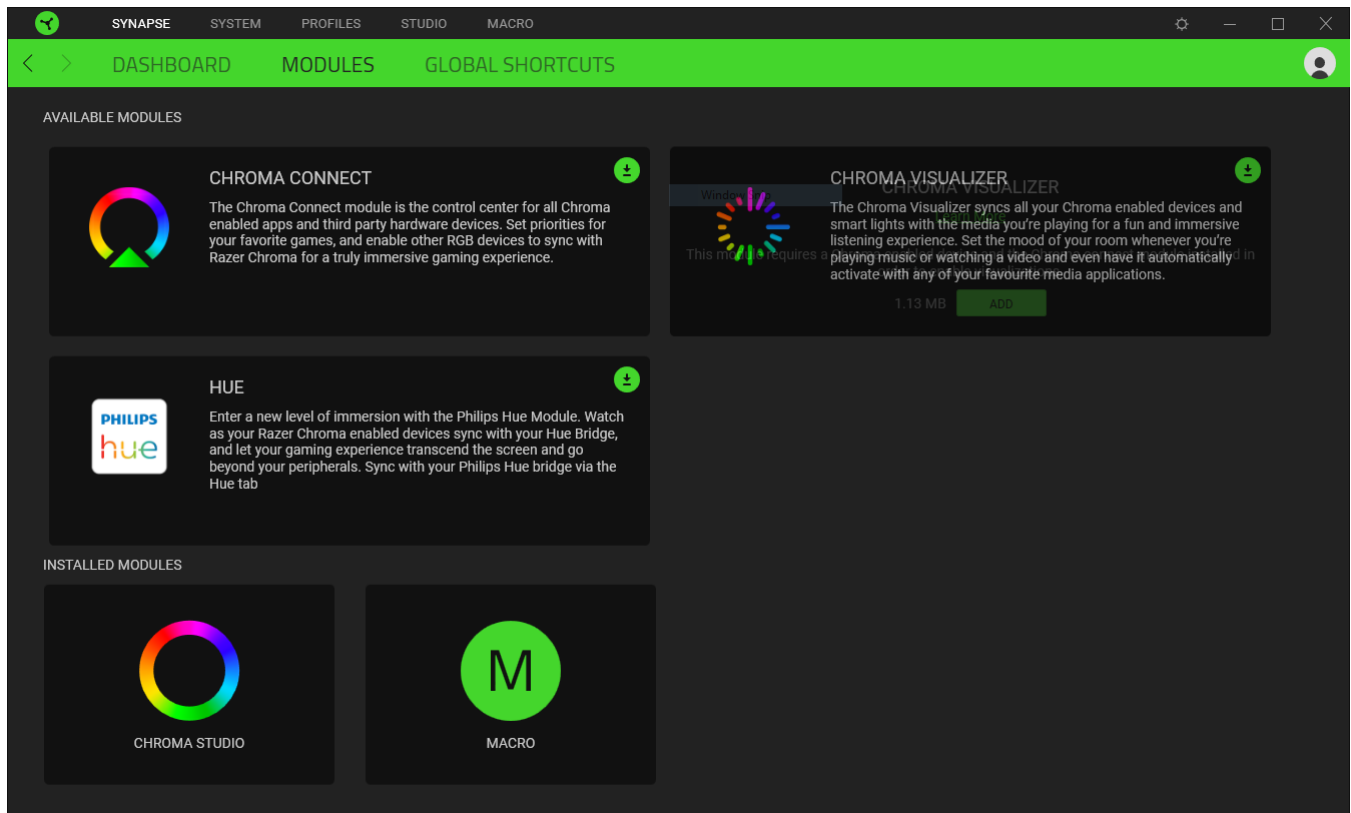 SYNAPSE SYSTEM PROFILES STUDIO MACRO
DASHBOARD MODULES GLOBAL SHORTCUTS
AVAILABLE MODULES
CHROMA CONNECT
The Chroma Connect module is the control center for all Chroma
enabled apps and third party hardware devices. Set priorities for
your favorite games, and enable other RGB devices to sync with
Razer Chroma for a truly immersive gaming experience.
CHROMA VISUALIZER
The Chroma Visualizer syncs all your Chroma enabled devices and
smart lights with the media you're playing for a fun and immersive
listening experience. Set the mood of your room whenever you're
playing music or watching a video and even have it automatically
activate with any of your favourite media applications.
CHROMA VISUALIZER
Learn More
This module requires a
1.13 MB ADD
HUE
PHILIPS
hue
Enter a new level of immersion with the Philips Hue Module. Watch
as your Razer Chroma enabled devices sync with your Hue Bridge,
and let your gaming experience transcend the screen and go
beyond your peripherals. Sync with your Philips Hue bridge via the
Hue tab
INSTALLED MODULES
M
CHROMA STUDIO MACRO